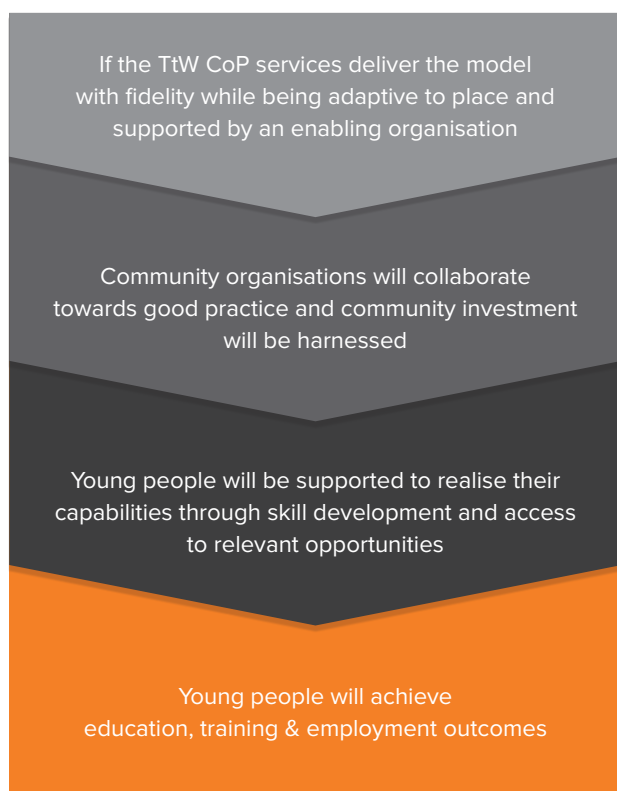 If the TtW CoP services deliver the model
with fidelity while being adaptive to place and
supported by an enabling organisation
Community organisations will collaborate
towards good practice and community investment
will be harnessed
Young people will be supported to realise their
capabilities through skill development and access
to relevant opportunities
Young people will achieve
education, training & employment outcomes